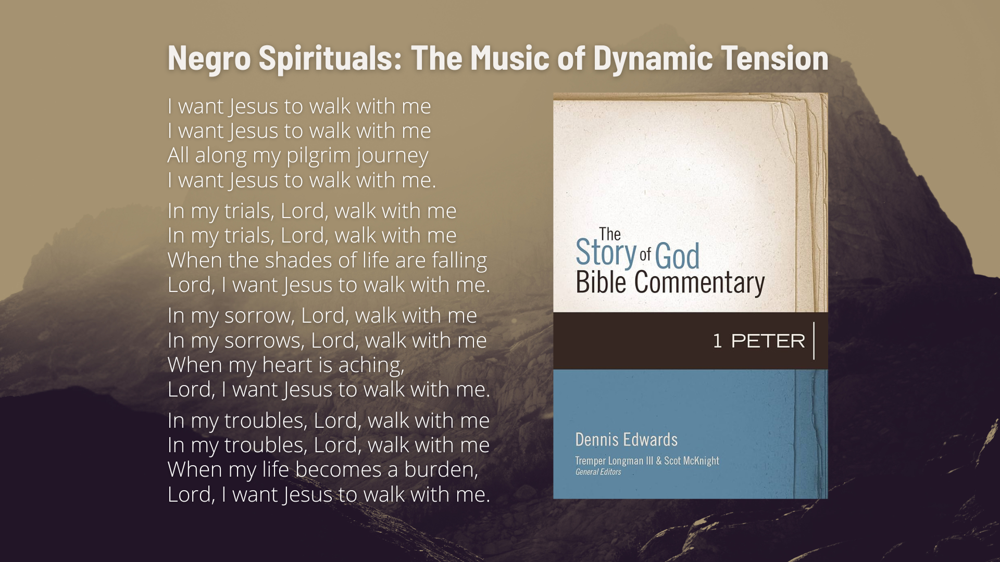 Negro Spirituals: The Music of Dynamic Tension
I want Jesus to walk with me
I want Jesus to walk with me
All along my pilgrim journey
I want Jesus to walk with me.
In my trials, Lord, walk with me
In my trials, Lord, walk with me
When the shades of life are falling
Lord, I want Jesus to walk with me.
In my sorrow, Lord, walk with me
In my sorrows, Lord, walk with me
When my heart is aching,
Lord, I want Jesus to walk with me.
In my troubles, Lord, walk with me
In my troubles, Lord, walk with me
When my life becomes a burden,
Lord, I want Jesus to walk with me.
The
Story of God
Bible Commentary
1 PETER
Dennis Edwards
Tremper Longman III & Scot McKnight
General Editors